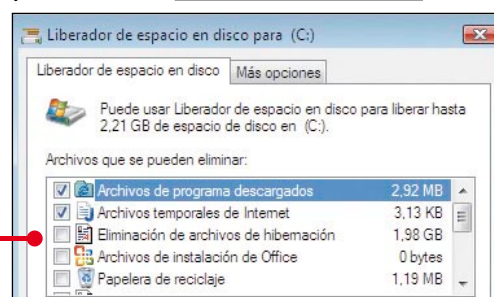 Liberador de espacio en disco para (C:)
Liberador de espacio en disco Más opciones
Puede usar Liberador de espacio en disco para liberar hasta
2,21 GB de espacio de disco en (C:).
Archivos que se pueden eliminar:
Archivos de programa descargados 2,92 MB
Archivos temporales de Internet 3,13 KB
Eliminación de archivos de hibernación 1,98 GB
Archivos de instalación de Office 0 bytes
Papelera de reciclaje 1,19 MB